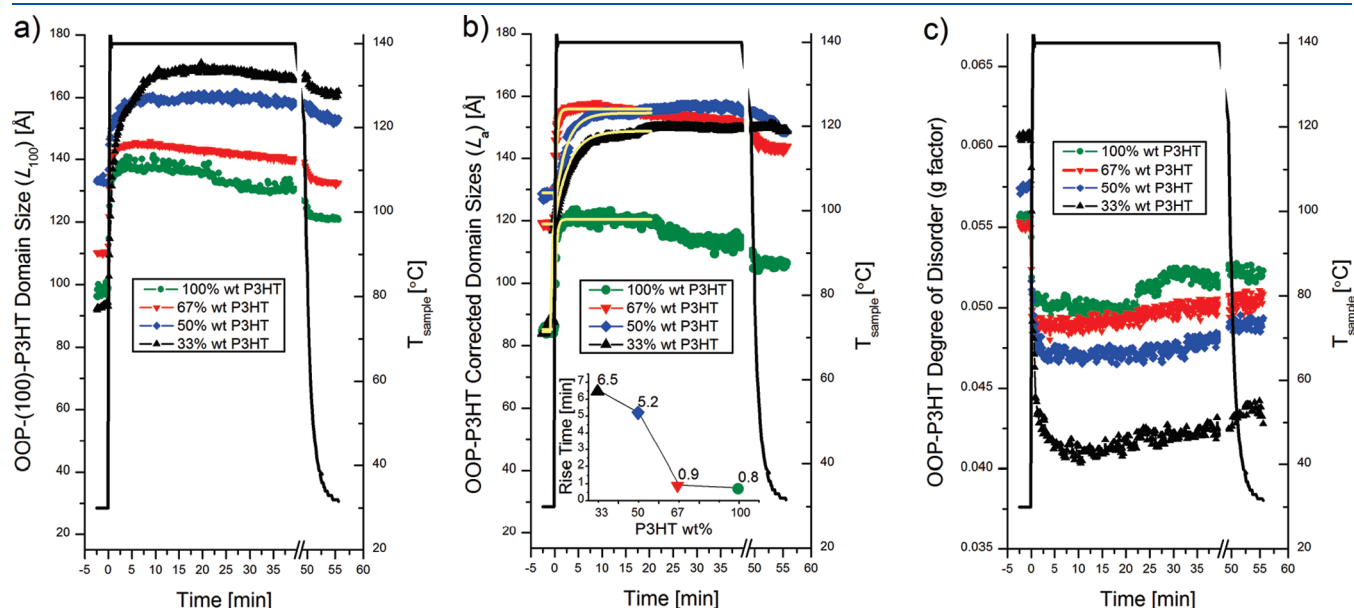 a)
OOP-(100)-P3HT Domain Size (L100) [Å]
180
160
140
120
100
80
60
40
20
140
120
100
80
60
40
20
Tsample [°C]
100% wt P3HT
67% wt P3HT
50% wt P3HT
33% wt P3HT
-5 0 5 10 15 20 25 30 35 50 55 60
Time [min]
b)
OOP-P3HT Corrected Domain Sizes (La) [Å]
180
160
140
120
100
80
60
40
20
140
120
100
80
60
40
20
Tsample [°C]
100% wt P3HT
67% wt P3HT
50% wt P3HT
33% wt P3HT
Rise Time [min]
7
6
5
4
3
2
1
0
6.5
5.2
0.9
0.8
33 50 67 100
P3HT wt%
-5 0 5 10 15 20 25 30 35 50 55 60
Time [min]
c)
OOP-P3HT Degree of Disorder (g factor)
0.065
0.060
0.055
0.050
0.045
0.040
0.035
140
120
100
80
60
40
20
Tsample [°C]
100% wt P3HT
67% wt P3HT
50% wt P3HT
33% wt P3HT
-5 0 5 10 15 20 25 30 35 50 55 60
Time [min]